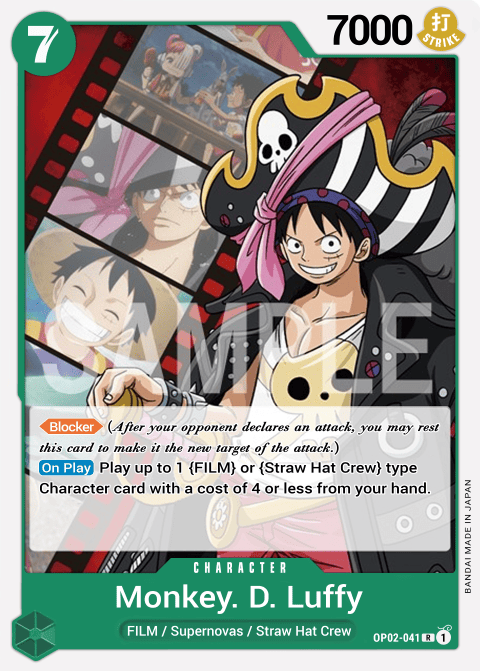 7
7000
打
STRIKE
SAMPLE
Blocker (After your opponent declares an attack, you may rest
this card to make it the new target of the attack.)
On Play Play up to 1 {FILM} or {Straw Hat Crew} type
Character card with a cost of 4 or less from your hand.
CHARACTER
Monkey. D. Luffy
FILM / Supernovas / Straw Hat Crew
OP02-041 R 1
BANDAI MADE IN JAPAN